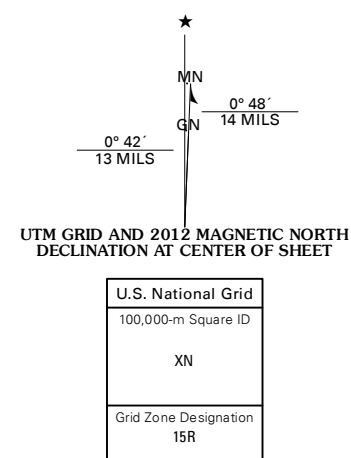 ★
MN
GN
0° 48´
14 MILS
0° 42´
13 MILS
UTM GRID AND 2012 MAGNETIC NORTH
DECLINATION AT CENTER OF SHEET
U.S. National Grid
100,000-m Square ID
XN
Grid Zone Designation
15R